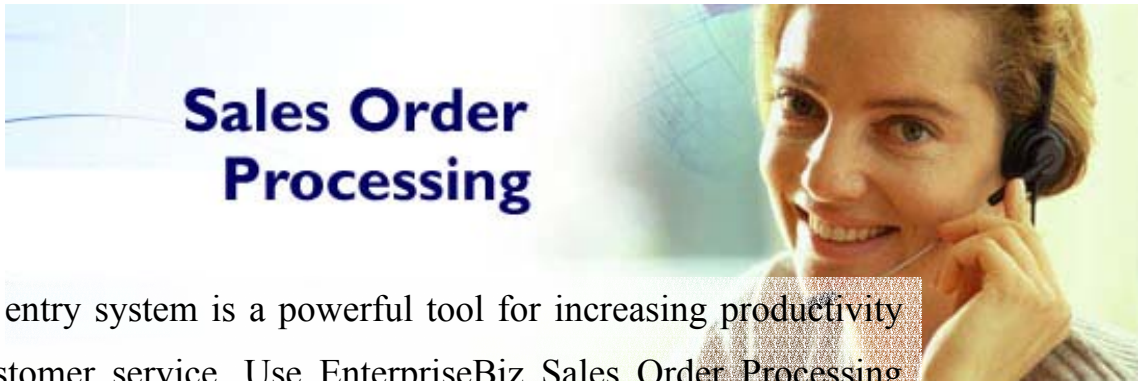 Sales Order
Processing
entry system is a powerful tool for increasing productivity
stomer service. Use EnterpriseBiz Sales Order Processing